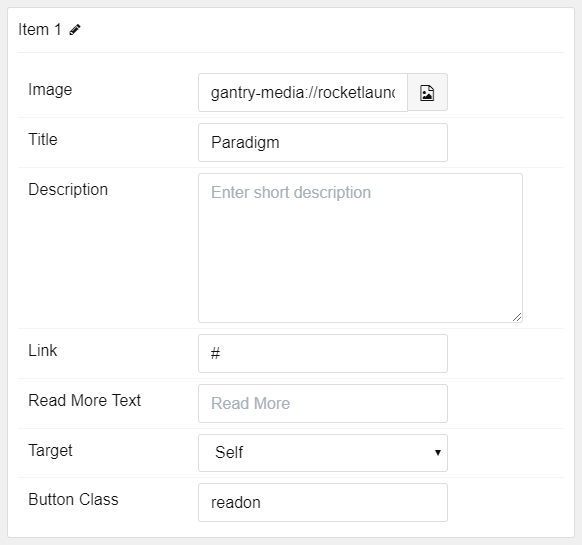 Item 1
Image gantry-media://rocketlaunc
Title Paradigm
Description Enter short description
Link #
Read More Text Read More
Target Self
Button Class readon